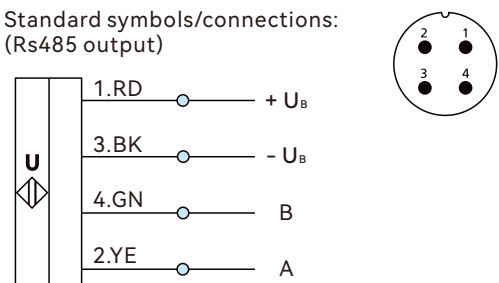 Standard symbols/connections:
(Rs485 output)
2 1
3 4
1.RD + UB
3.BK - UB
U
4.GN B
2.YE A